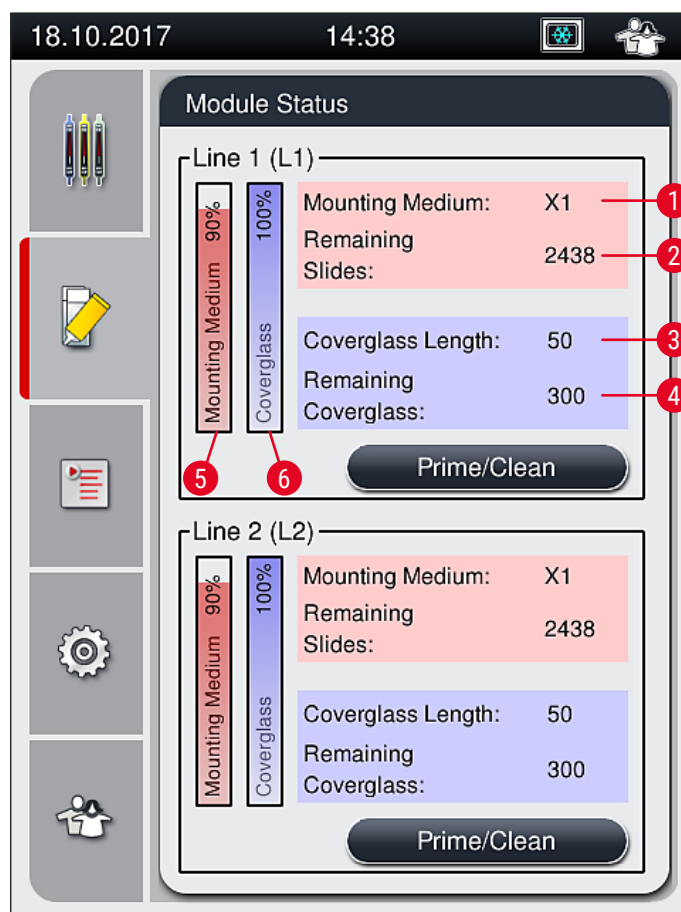 18.10.2017 14:38
Module Status
Line 1 (L1)
Mounting Medium 90%
Coverglass 100%
Mounting Medium: X1 1
Remaining
Slides: 2438 2
Coverglass Length: 50 3
Remaining
Coverglass: 300 4
5 6
Prime/Clean
Line 2 (L2)
Mounting Medium 90%
Coverglass 100%
Mounting Medium: X1
Remaining
Slides: 2438
Coverglass Length: 50
Remaining
Coverglass: 300
Prime/Clean